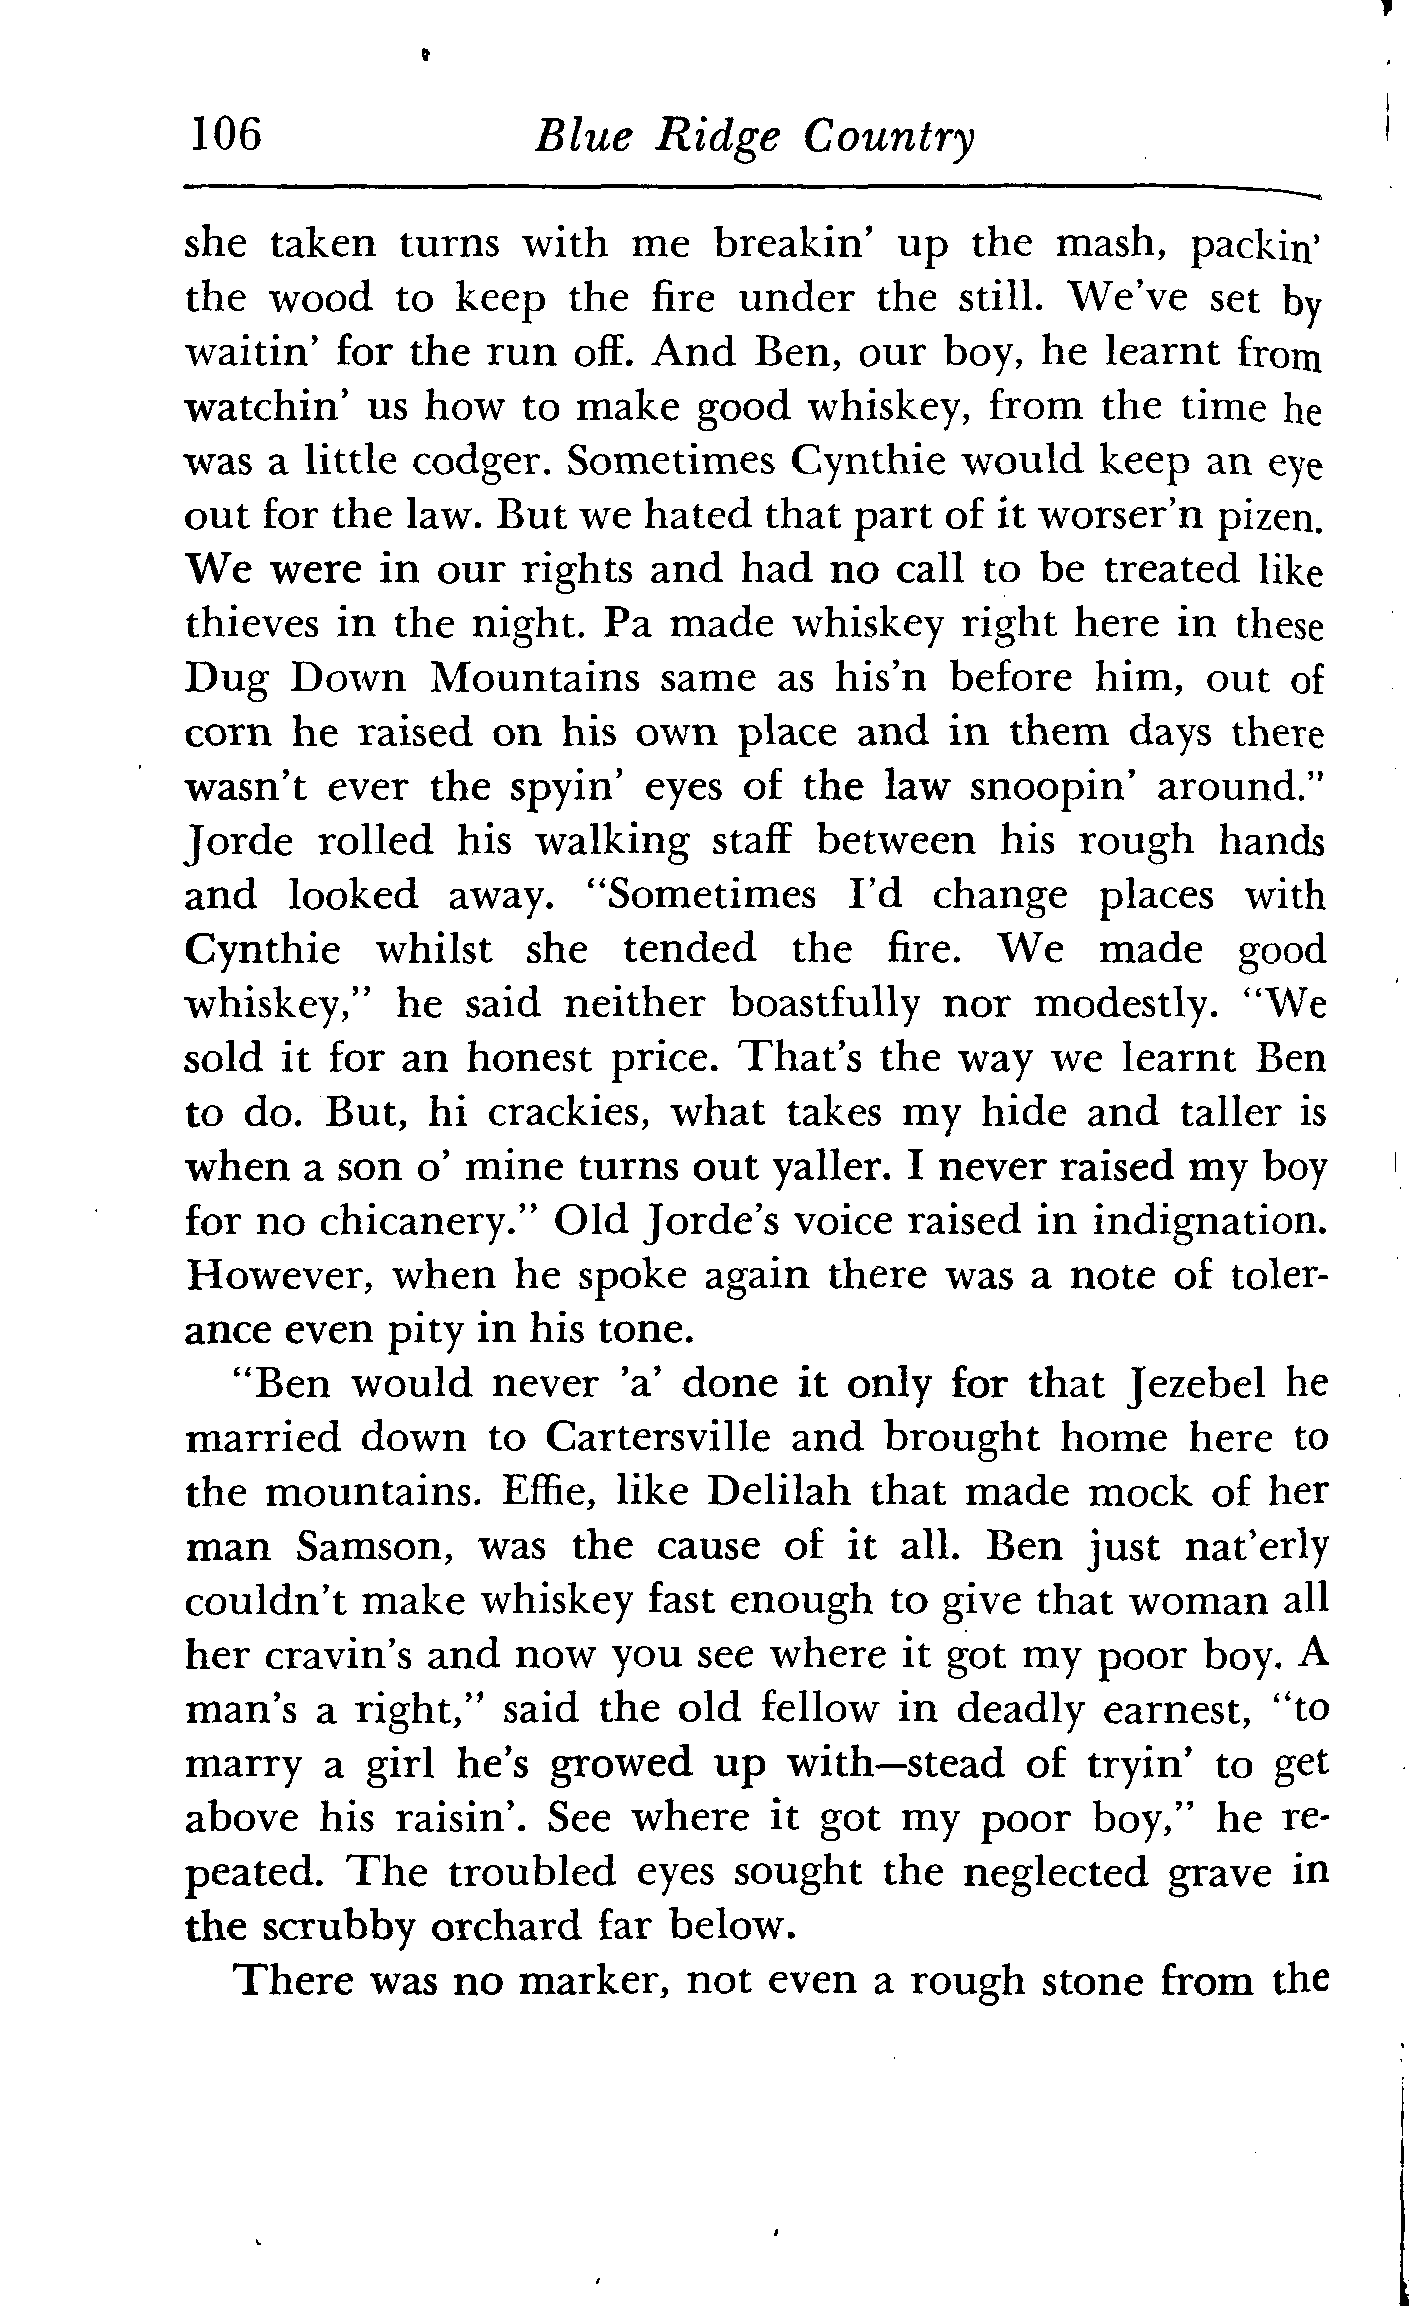 106 Blue Ridge Country
she taken turns with me breakin' up the mash, packin'
the wood to keep the fire under the still. We've set by
waitin' for the run off. And Ben, our boy, he learnt from
watchin' us how to make good whiskey, from the time he
was a little codger. Sometimes Cynthie would keep an eye
out for the law. But we hated that part of it worser'n pizen.
We were in our rights and had no call to be treated like
thieves in the night. Pa made whiskey right here in these
Dug Down Mountains same as his'n before him, out of
corn he raised on his own place and in them days there
wasn't ever the spyin' eyes of the law snoopin' around."
Jorde rolled his walking staff between his rough hands
and looked away. "Sometimes I'd change places with
Cynthie whilst she tended the fire. We made good
whiskey," he said neither boastfully nor modestly. "We
sold it for an honest price. That's the way we learnt Ben
to do. But, hi crackies, what takes my hide and taller is
when a son o' mine turns out yaller. I never raised my boy
for no chicanery." Old Jorde's voice raised in indignation.
However, when he spoke again there was a note of toler-
ance even pity in his tone.
"Ben would never 'a' done it only for that Jezebel he
married down to Cartersville and brought home here to
the mountains. Effie, like Delilah that made mock of her
man Samson, was the cause of it all. Ben just nat'erly
couldn't make whiskey fast enough to give that woman all
her cravin's and now you see where it got my poor boy. A
man's a right," said the old fellow in deadly earnest, "to
marry a girl he's growed up with—stead of tryin' to get
above his raisin'. See where it got my poor boy," he re-
peated. The troubled eyes sought the neglected grave in
the scrubby orchard far below.
There was no marker, not even a rough stone from the